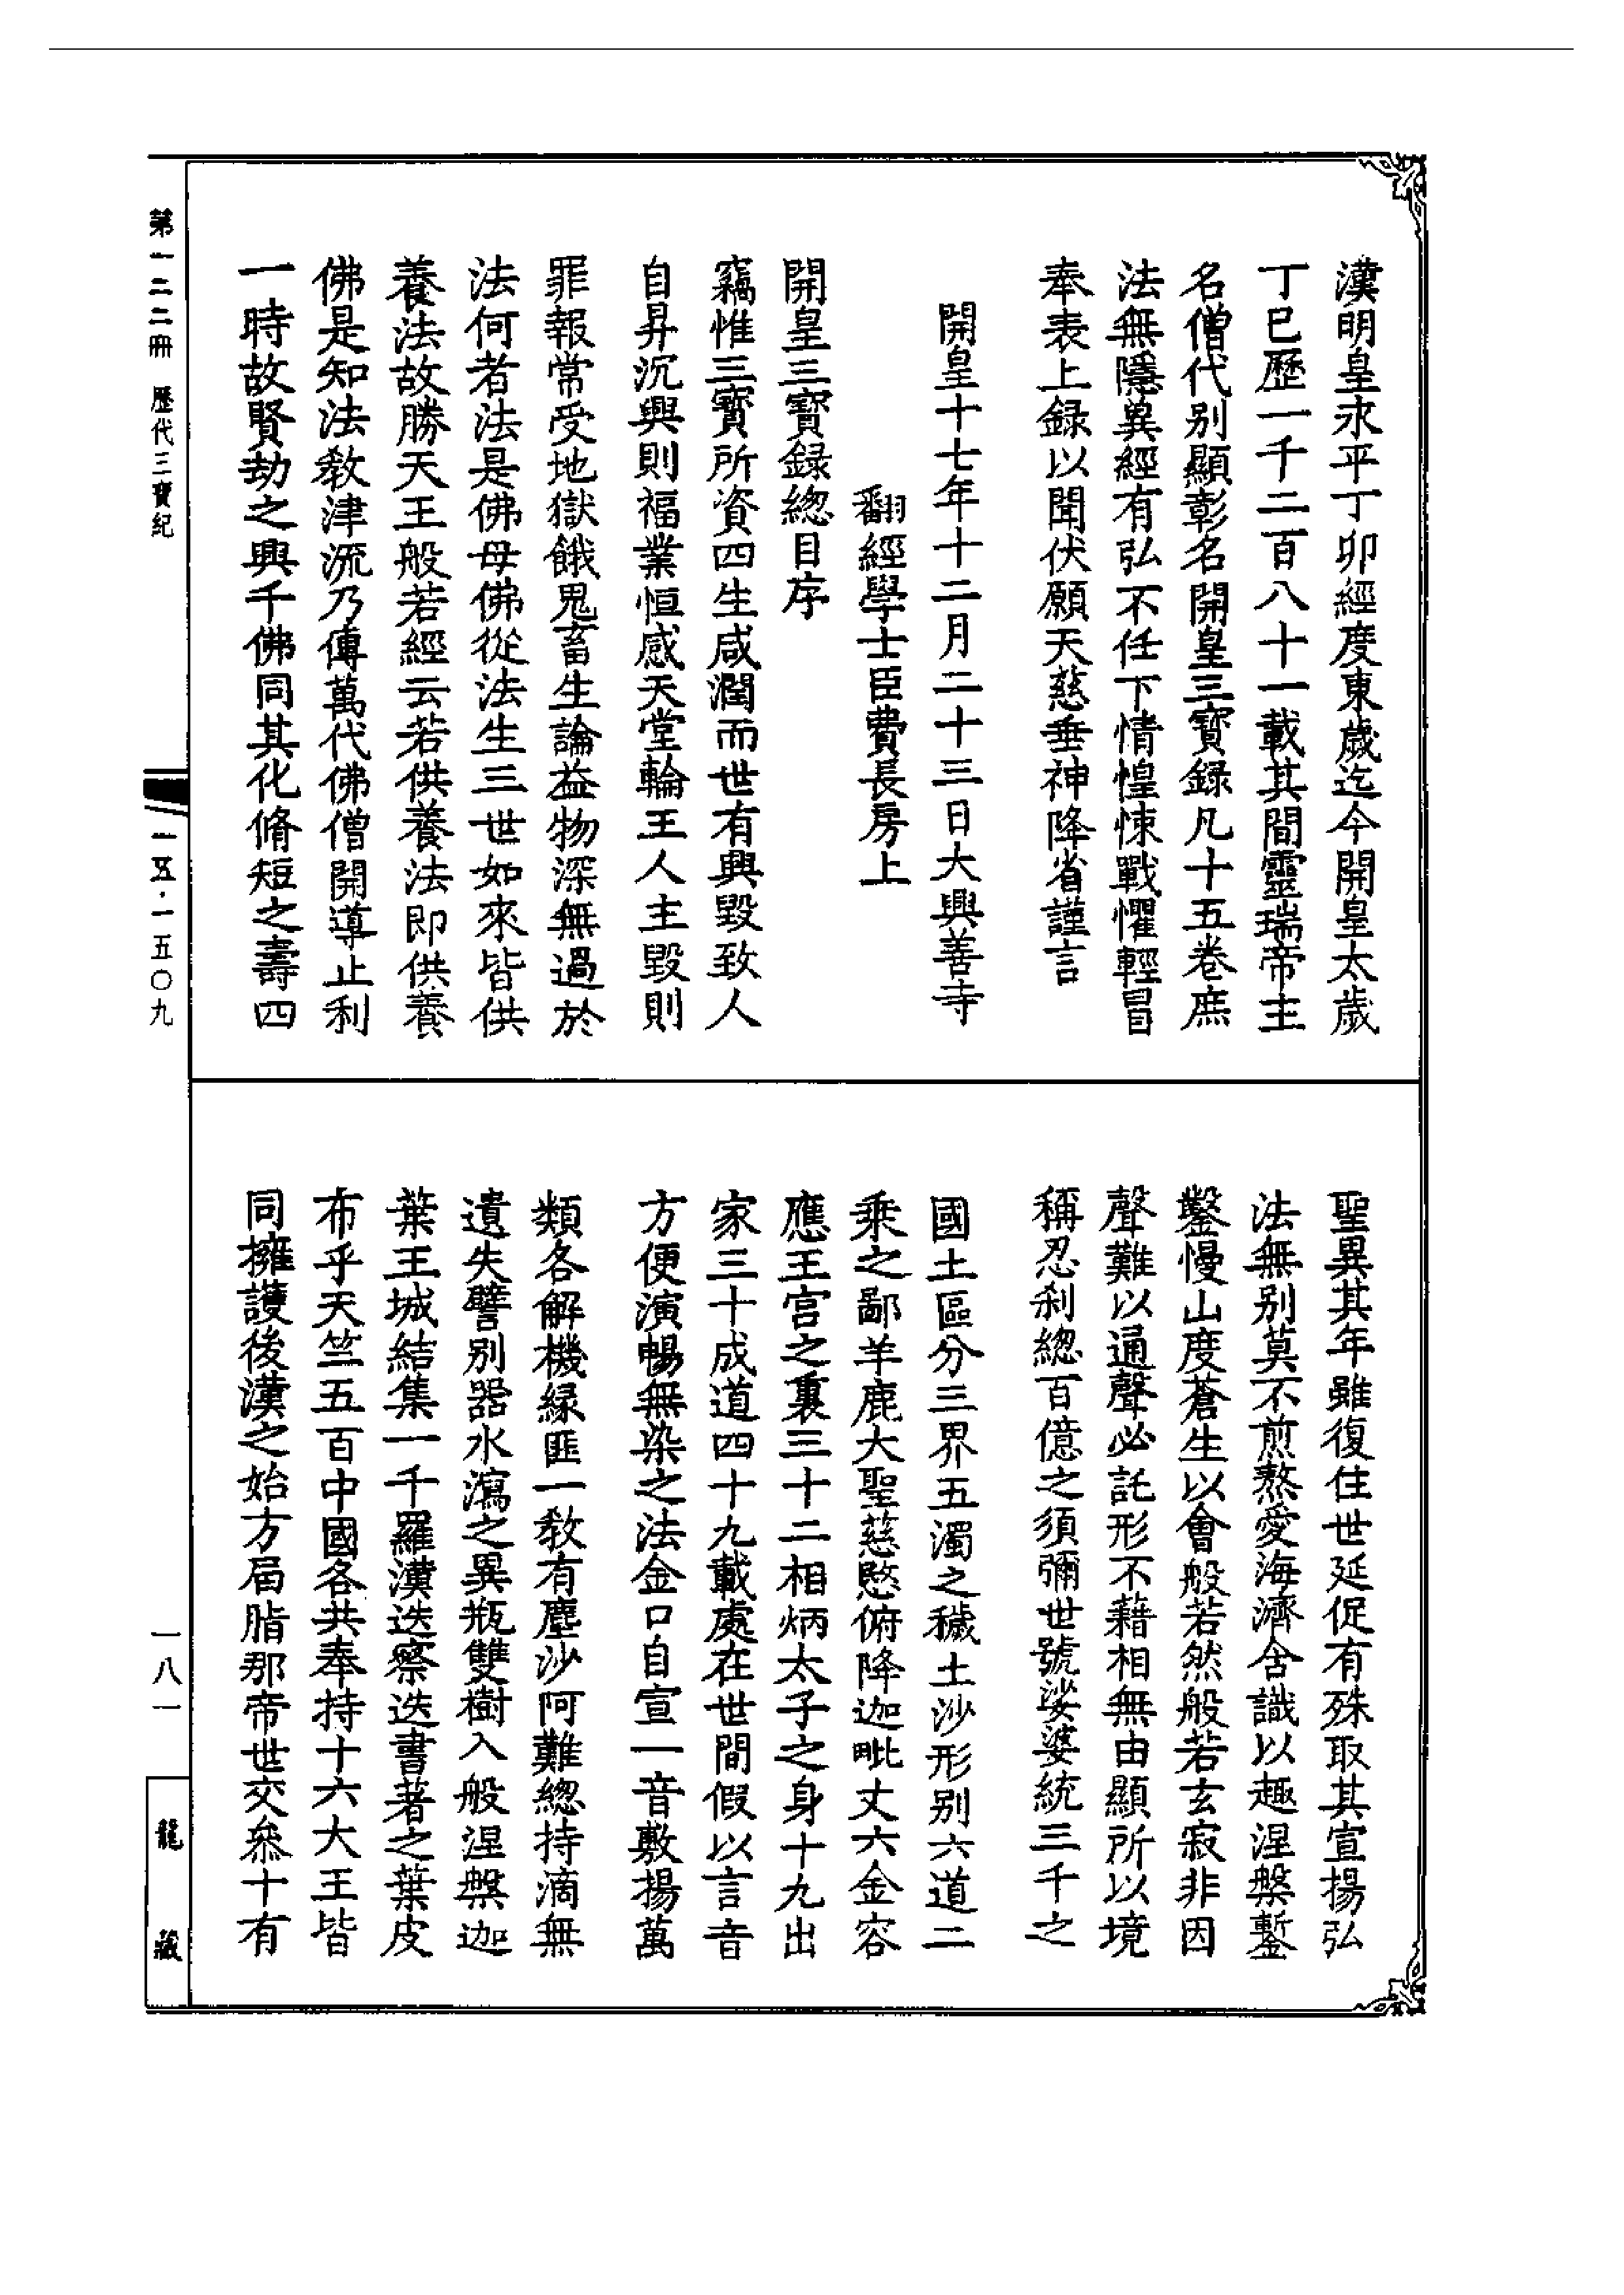 漢明皇永平丁卯經度東歲迄今開皇太歲
丁巳歷一千二百八十一載其間靈瑞帝主
名僧代别顯彰名開皇三寶録凡十五卷庶
法無隱異經有弘不任下情惶悚戰懼輕冒
奉表上録以聞伏願天慈垂神降省謹言
開皇十七年十二月二十三日大興善寺
翻經學士臣費長房上
開皇三寶録總目序
竊惟三寶所資四生咸潤而世有興毀致人
自昇沉興則福業恒感天堂輪王人主毀則
罪報常受地獄餓鬼畜生論益物深無過於
法何者法是佛母佛從法生三世如來皆供
養法故勝天王般若經云若供養法即供養
佛是知法教津流乃傳萬代佛僧開導止利
一時故賢劫之興千佛同其化脩短之壽四
聖異其年雖復住世延促有殊取其宣揚弘
法無别莫不煎熬愛海濟含識以趣涅槃鏨
鑿慢山度蒼生以會般若然般若玄寂非因
聲難以通聲必託形不藉相無由顯所以境
稱忍刹總百億之須彌世號娑婆統三千之
國土區分三界五濁之穢土沙形别六道二
乘之鄙羊鹿大聖慈愍俯降迦毗丈六金容
應王宫之裏三十二相炳太子之身十九出
家三十成道四十九載處在世間假以言音
方便演暢無染之法金口自宣一音敷揚萬
類各解機緣匪一教有塵沙阿難總持滴無
遺失譬别器水瀉之異瓶雙樹入般涅槃迦
葉王城結集一千羅漢迭察迭書著之葉皮
布乎天竺五百中國各共奉持十六大王皆
同擁護後漢之始方屆脂那帝世交叅十有
第一二二冊 歷代三寶紀
一五·一五〇九
一八一
龍藏